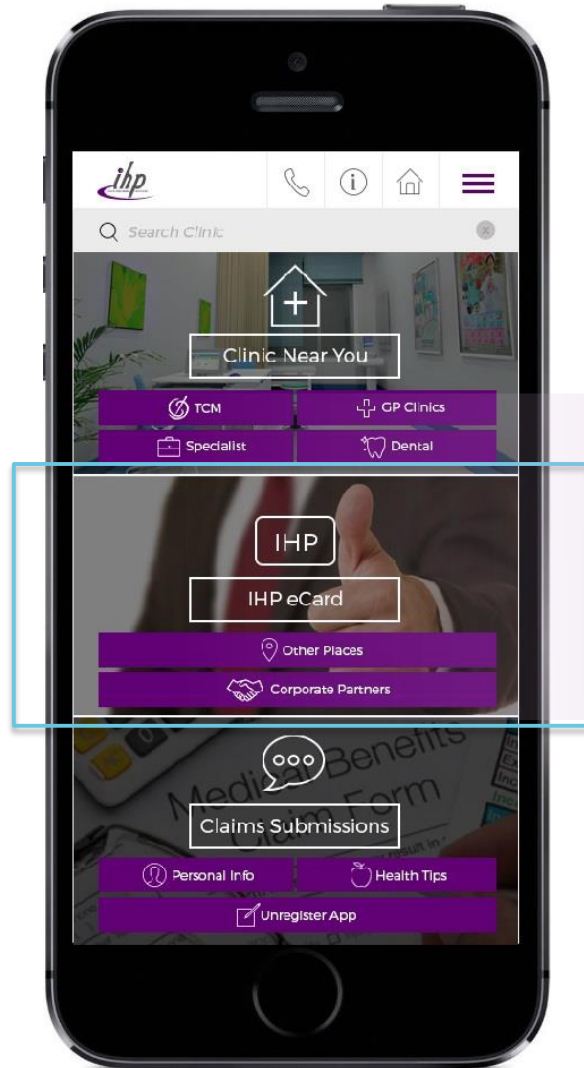 ihp
Search Clinic
Clinic Near You
TCM
GP Clinics
Specialist
Dental
IHP
IHP eCard
Other Places
Corporate Partners
Medical Benefits
Claim Form
Claims Submissions
Personal Info
Health Tips
Unregister App